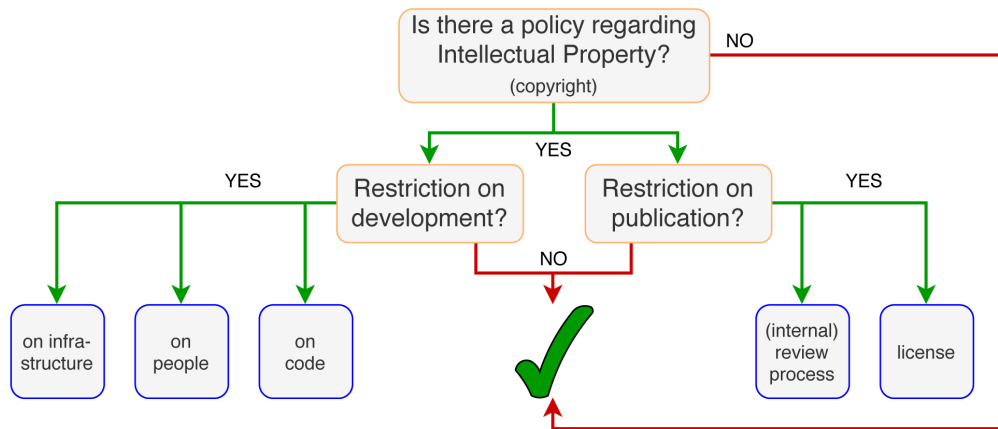 Is there a policy regarding
Intellectual Property?
(copyright)
NO
YES
YES
Restriction on
development?
Restriction on
publication?
YES
NO
on infra-
structure
on
people
on
code
(internal)
review
process
license